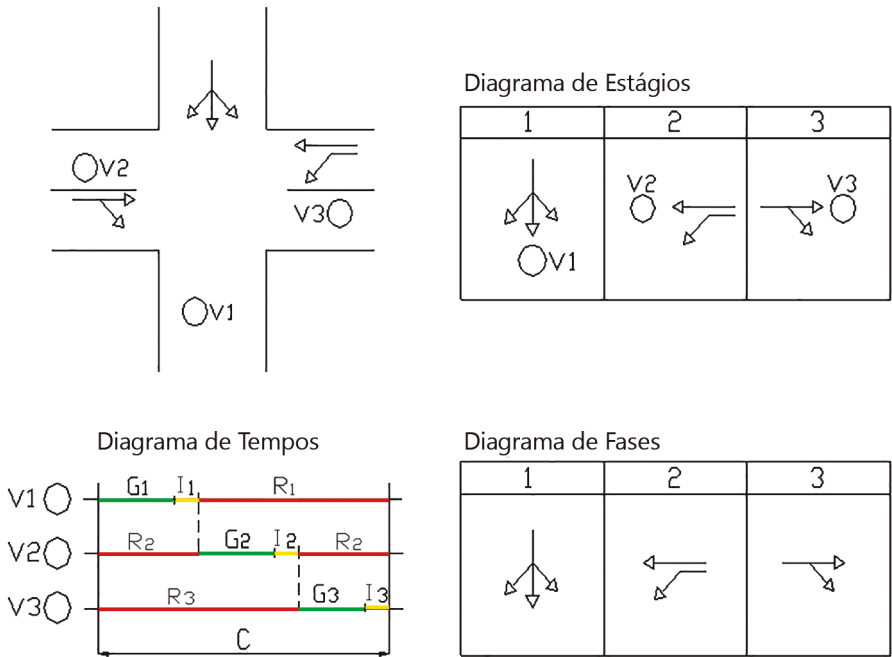 V2
V3
V1
Diagrama de Estágios
1 2 3
V1
V2
V3
Diagrama de Tempos
V1 G1 I1 R1
V2 R2 G2 I2 R2
V3 R3 G3 I3
C
Diagrama de Fases
1 2 3